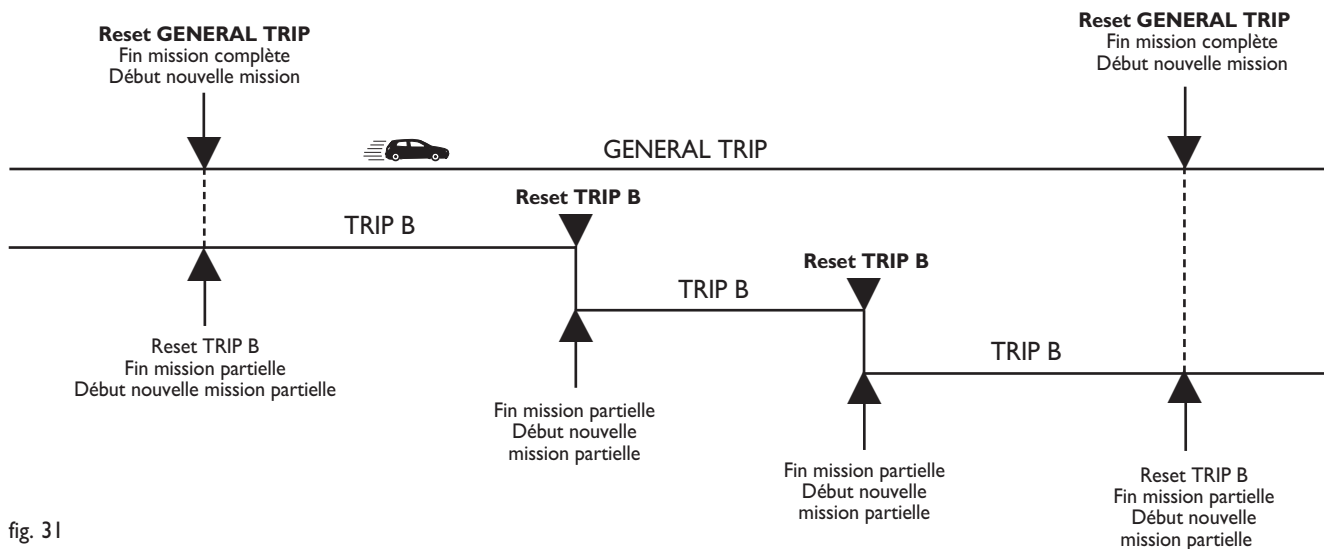 Reset GENERAL TRIP
Fin mission complète
Début nouvelle mission
Reset GENERAL TRIP
Fin mission complète
Début nouvelle mission
GENERAL TRIP
Reset TRIP B
TRIP B
Reset TRIP B
TRIP B
TRIP B
Reset TRIP B
Fin mission partielle
Début nouvelle mission partielle
Fin mission partielle
Début nouvelle
mission partielle
Fin mission partielle
Début nouvelle
mission partielle
Reset TRIP B
Fin mission partielle
Début nouvelle
mission partielle
fig. 31